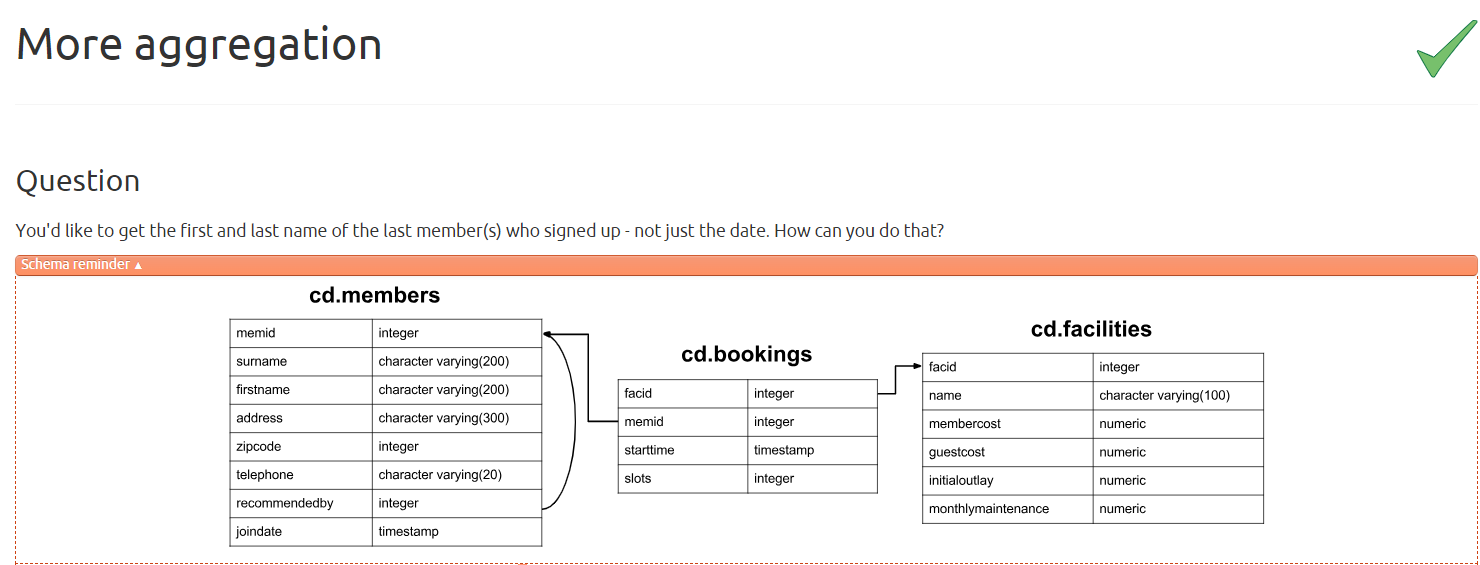 More aggregation
Question
You'd like to get the first and last name of the last member(s) who signed up - not just the date. How can you do that?
Schema reminder ▲
cd.members
memid integer
surname character varying(200)
firstname character varying(200)
address character varying(300)
zipcode integer
telephone character varying(20)
recommendedby integer
joindate timestamp
cd.bookings
facid integer
memid integer
starttime timestamp
slots integer
cd.facilities
facid integer
name character varying(100)
membercost numeric
guestcost numeric
initialoutlay numeric
monthlymaintenance numeric